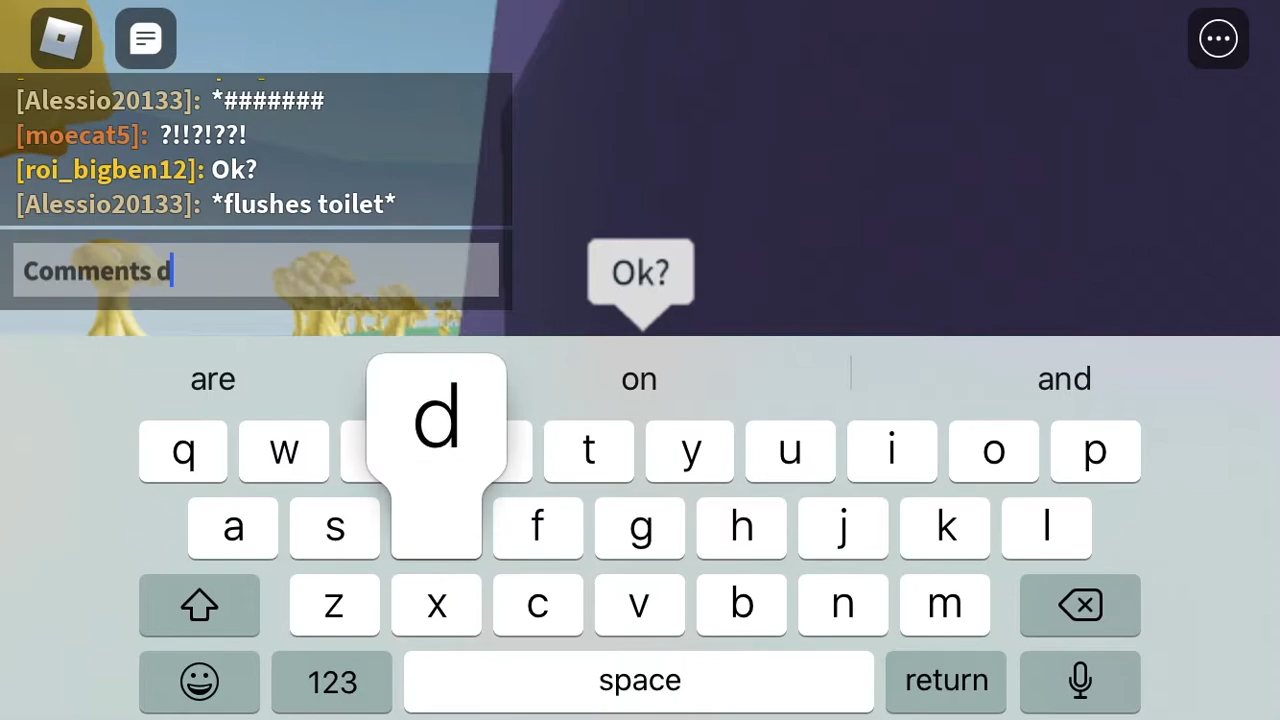 [Alessio20133]: *#######
[moecat5]: ?!!?!??!
[roi_bigben12]: Ok?
[Alessio20133]: *flushes toilet*
Comments d
Ok?
are on and
d
q w t y u i o p
a s f g h j k l
z x c v b n m
123 space return